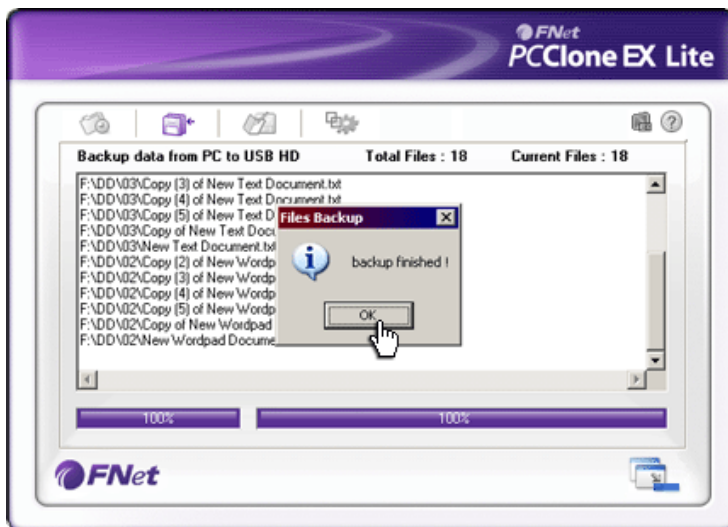 FNet
PCClone EX Lite
Backup data from PC to USB HD Total Files : 18 Current Files : 18
F:\DD\03\Copy (3) of New Text Document.txt
F:\DD\03\Copy (4) of New Text Document.txt
F:\DD\03\Copy (5) of New Text D
F:\DD\03\Copy of New Text Docu
F:\DD\03\New Text Document.txt
F:\DD\02\Copy (2) of New Wordp
F:\DD\02\Copy (3) of New Wordp
F:\DD\02\Copy (4) of New Wordp
F:\DD\02\Copy (5) of New Wordp
F:\DD\02\Copy of New Wordpad
F:\DD\02\New Wordpad Docume
Files Backup
backup finished !
OK
100% 100%
FNet